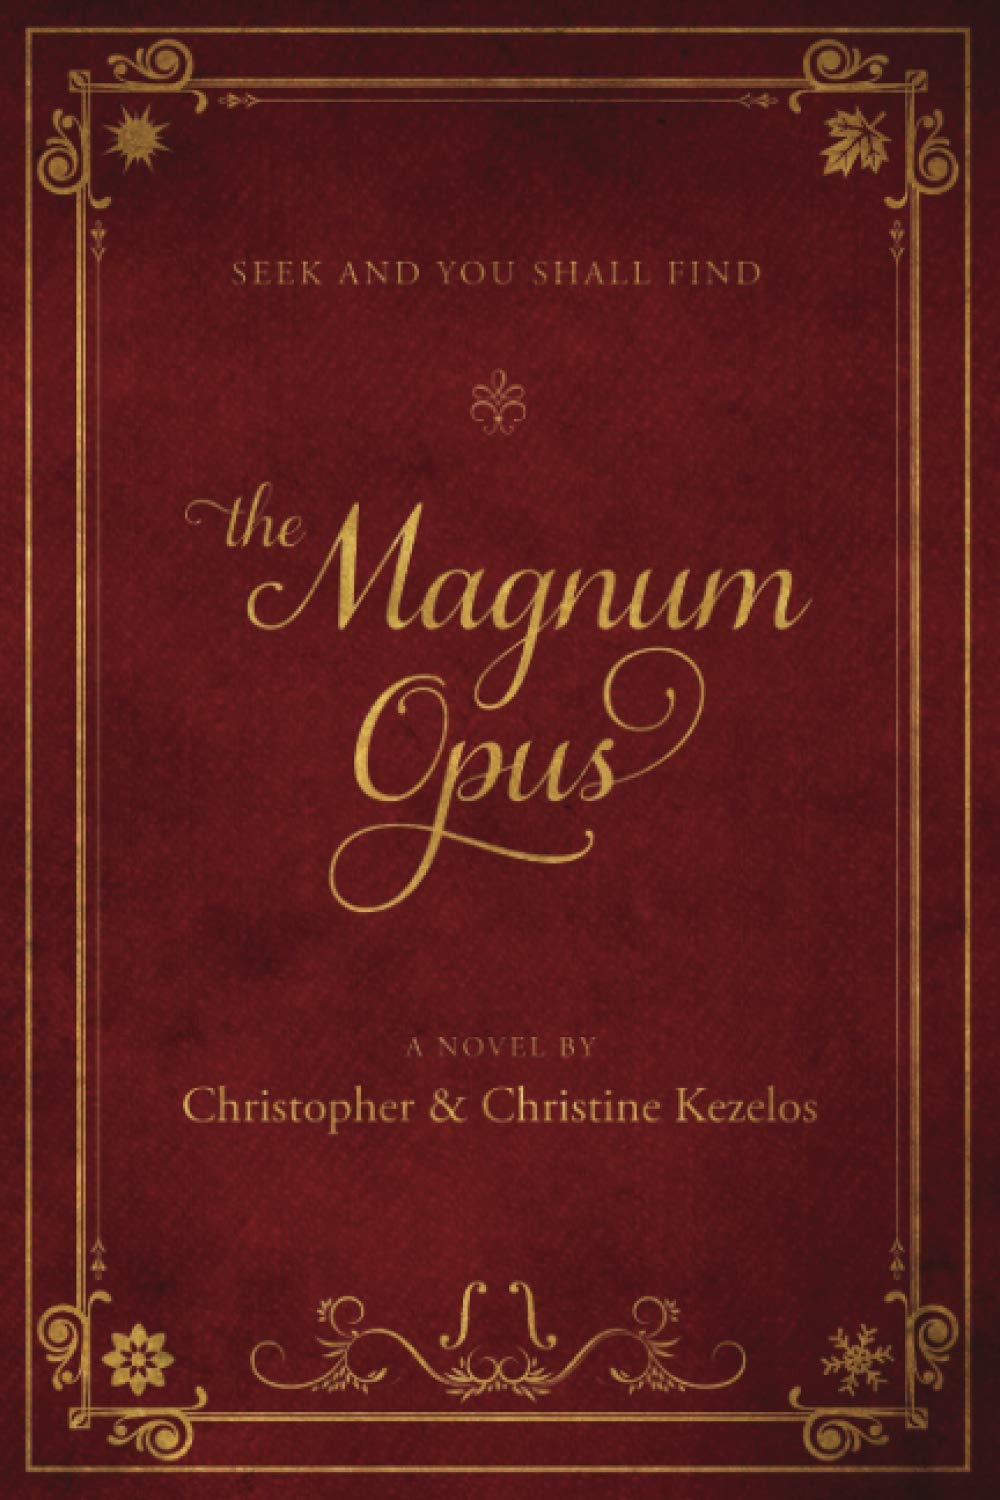 SEEK AND YOU SHALL FIND
the Magnum
Opus
A NOVEL BY
Christopher & Christine Kezelos